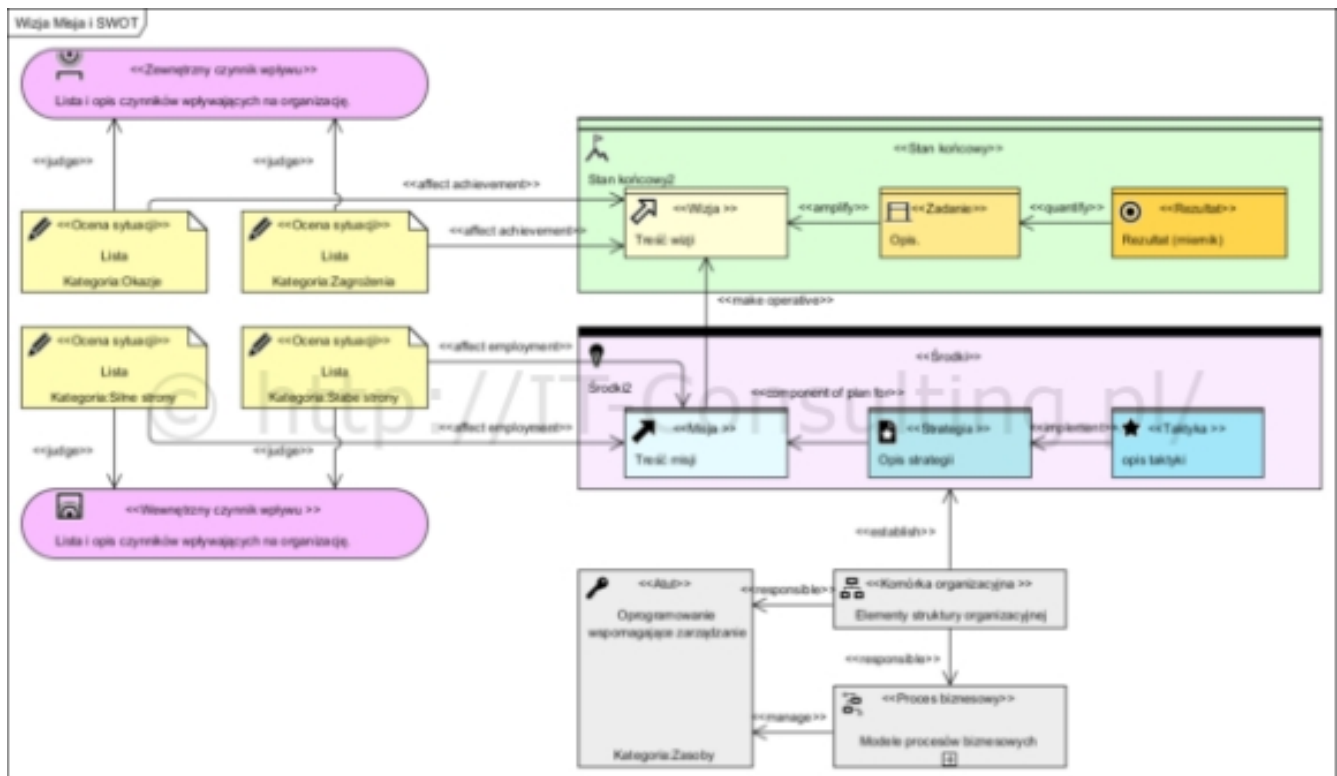 Wizja Misja i SWOT
<<Zewnętrzny czynnik wpływu>>
Lista i opis czynników wpływających na organizację.
<<judge>>
<<judge>>
<<affect achievement>>
<<affect achievement>>
<<Ocena sytuacji>>
Lista
Kategoria:Okazje
<<Ocena sytuacji>>
Lista
Kategoria:Zagrożenia
<<Stan końcowy>>
Stan końcowy2
<<Wizja >>
Treść wizji
<<amplify>>
<<Zadanie>>
Opis.
<<quantify>>
<<Rezultat>>
Rezultat (miernik)
<<make operative>>
<<Ocena sytuacji>>
Lista
Kategoria:Silne strony
<<Ocena sytuacji>>
Lista
Kategoria:Słabe strony
<<affect employment>>
<<affect employment>>
<<Środki>>
Środki2
<<component of plan for>>
<<Misja >>
Treść misji
<<Strategia >>
Opis strategii
<<implement>>
<<Taktyka >>
opis taktyki
<<judge>>
<<judge>>
<<Wewnętrzny czynnik wpływu >>
Lista i opis czynników wpływających na organizację.
<<establish>>
<<Atut>>
Oprogramowanie
wspomagające zarządzanie
Kategoria:Zasoby
<<responsible>>
<<Komórka organizacyjna >>
Elementy struktury organizacyjnej
<<responsible>>
<<manage>>
<<Proces biznesowy>>
Modele procesów biznesowych
© http://IT-Consulting.pl/